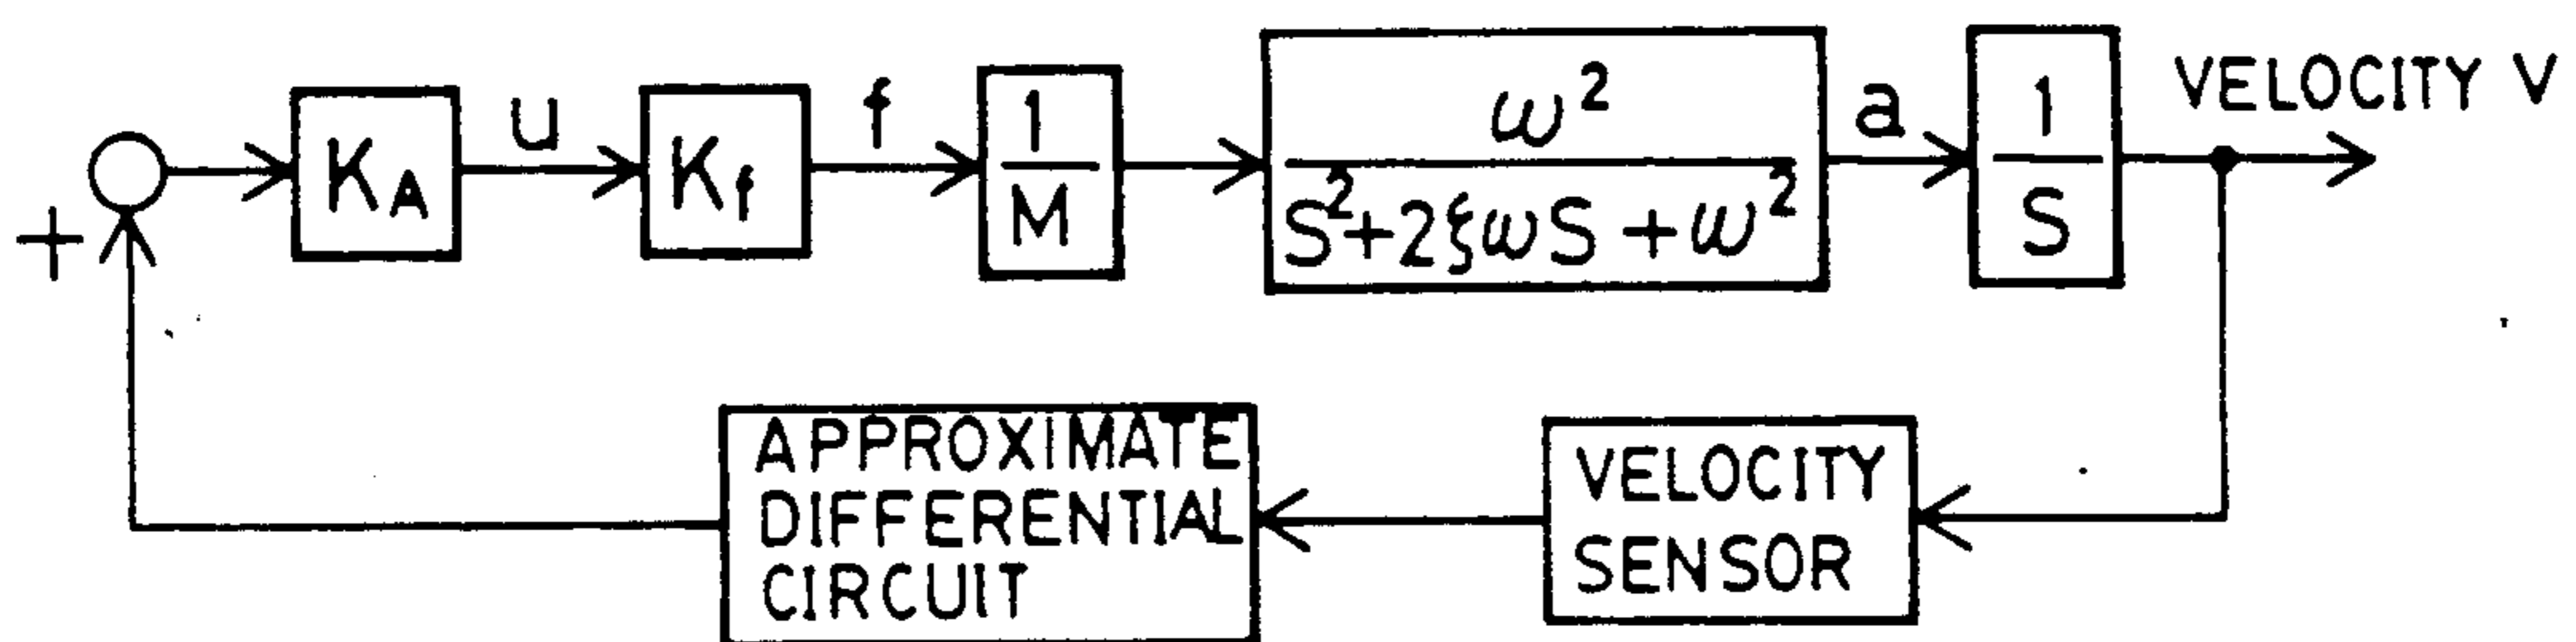 +
K_A
u
K_f
f
1
M
ω²
S²+2ξωS+ω²
a
1
S
VELOCITY V
APPROXIMATE
DIFFERENTIAL
CIRCUIT
VELOCITY
SENSOR